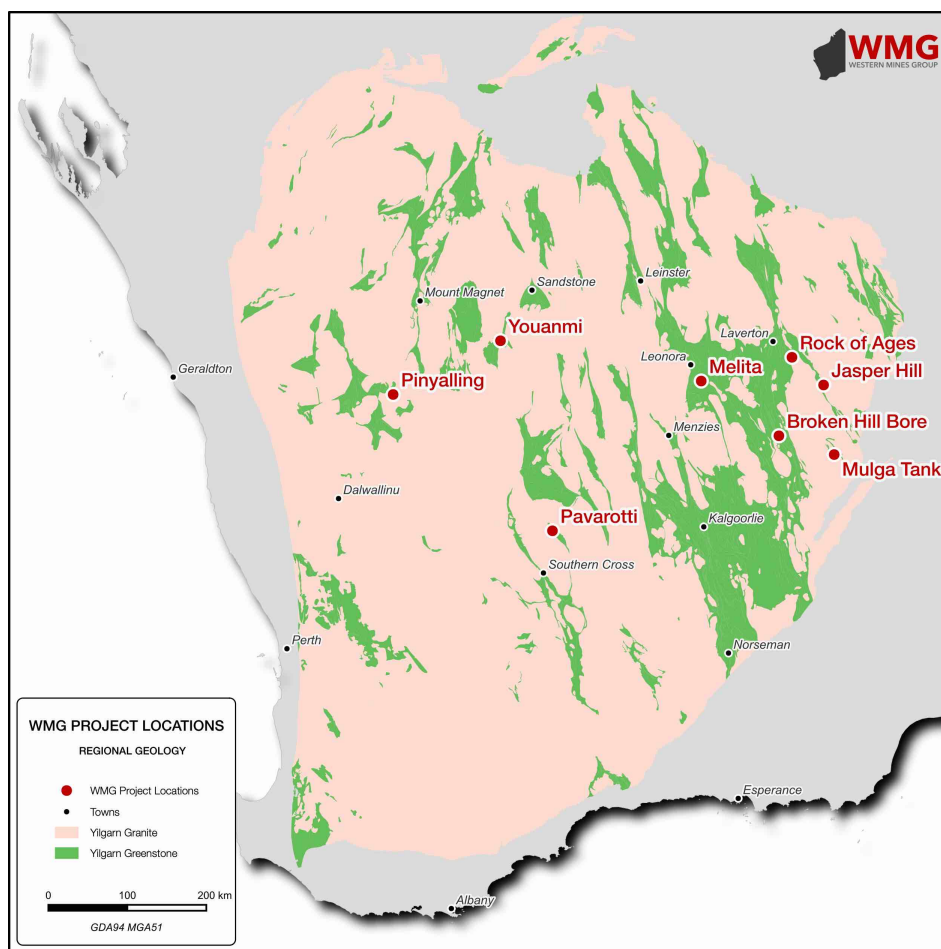 WMG
WESTERN MINES GROUP
Sandstone
Leinster
Mount Magnet
Youanmi
Laverton
Rock of Ages
Leonora
Melita
Jasper Hill
Geraldton
Pinyalling
Broken Hill Bore
Menzies
Mulga Tank
Dalwallinu
Pavarotti
Kalgoorlie
Southern Cross
Perth
Norseman
WMG PROJECT LOCATIONS
REGIONAL GEOLOGY
WMG Project Locations
Towns
Yilgarn Granite
Yilgarn Greenstone
0 100 200 km
GDA94 MGA51
Esperance
Albany